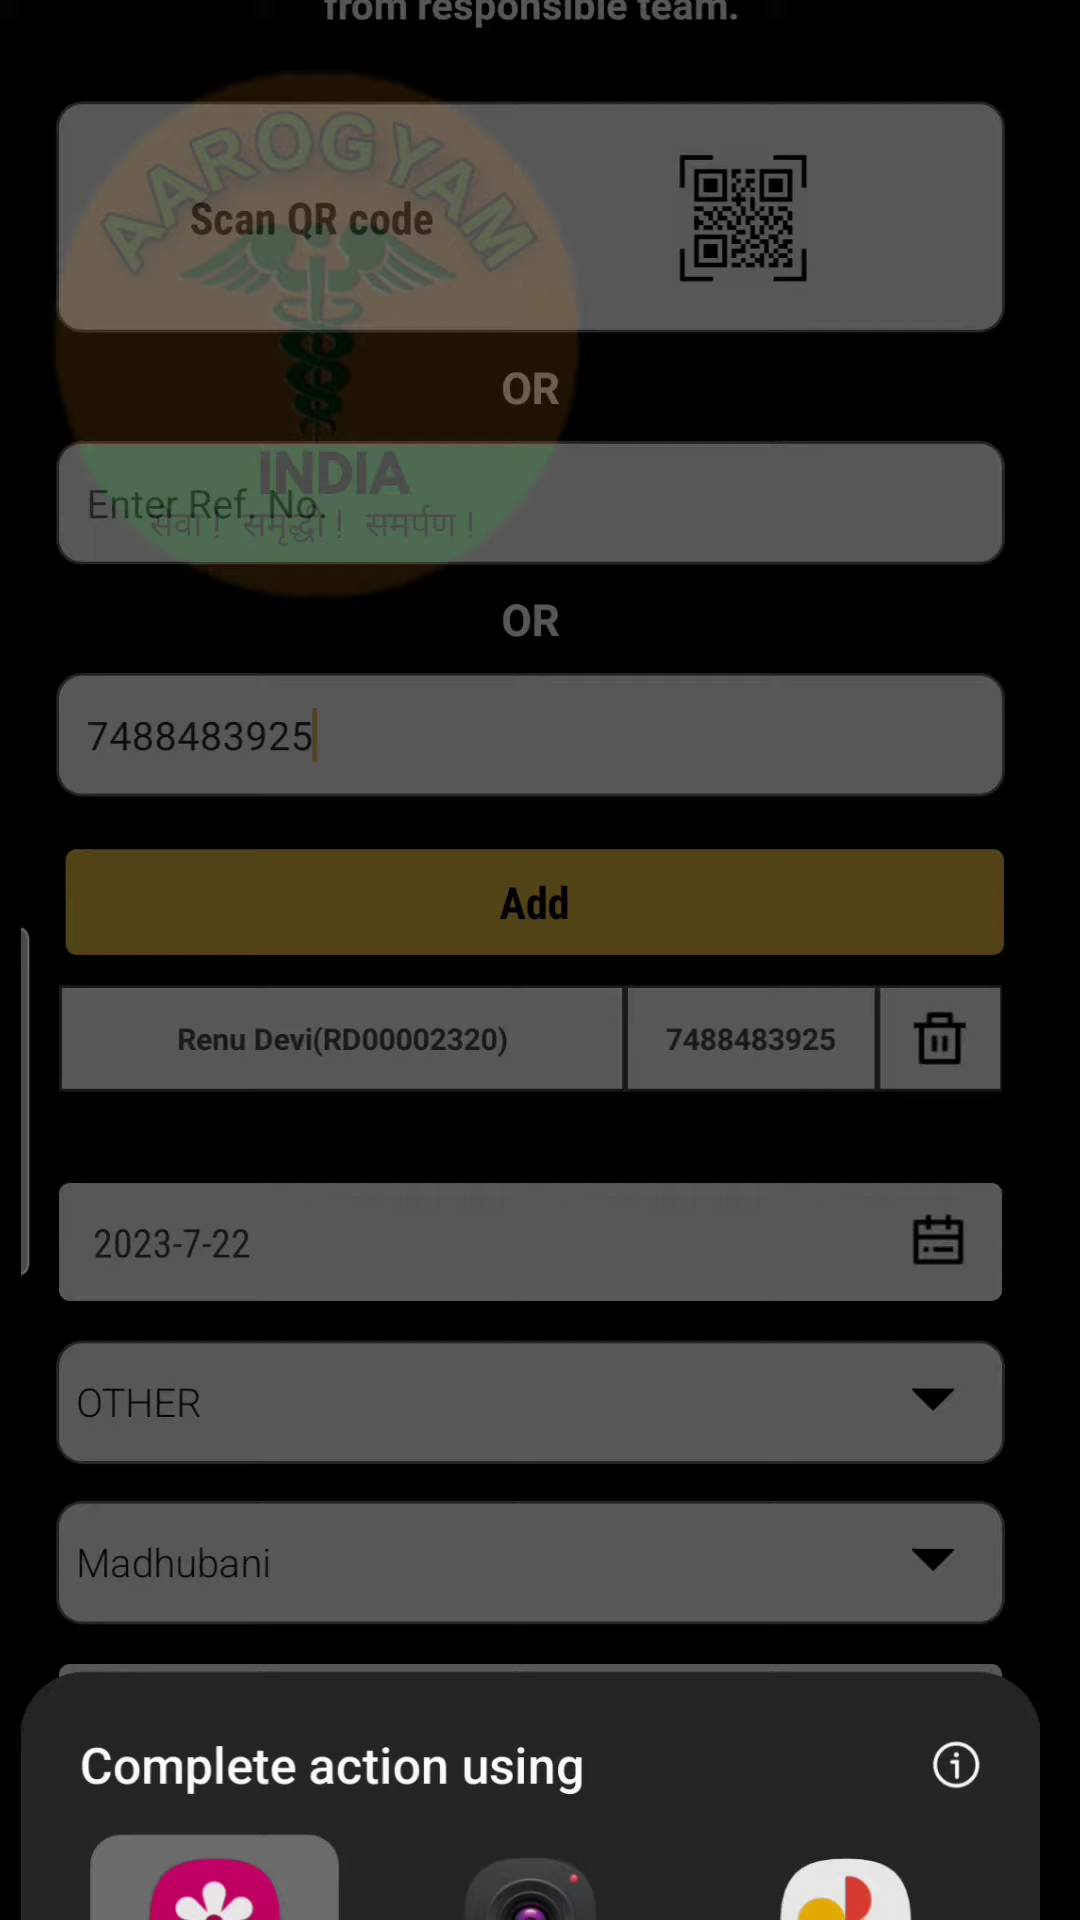 from responsible team.
AAROGYAM
Scan QR code
OR
INDIA
Enter Ref. No.
सेवा ! समृद्धी ! समर्पण !
OR
7488483925
Add
Renu Devi(RD00002320) 7488483925
2023-7-22
OTHER
Madhubani
Complete action using